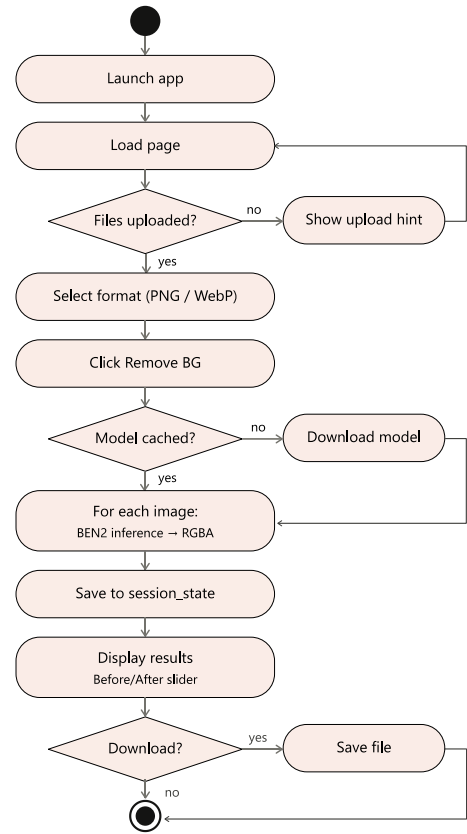 Launch app
Load page
Files uploaded?
no
Show upload hint
yes
Select format (PNG / WebP)
Click Remove BG
Model cached?
no
Download model
yes
For each image:
BEN2 inference → RGBA
Save to session_state
Display results
Before/After slider
Download?
yes
Save file
no